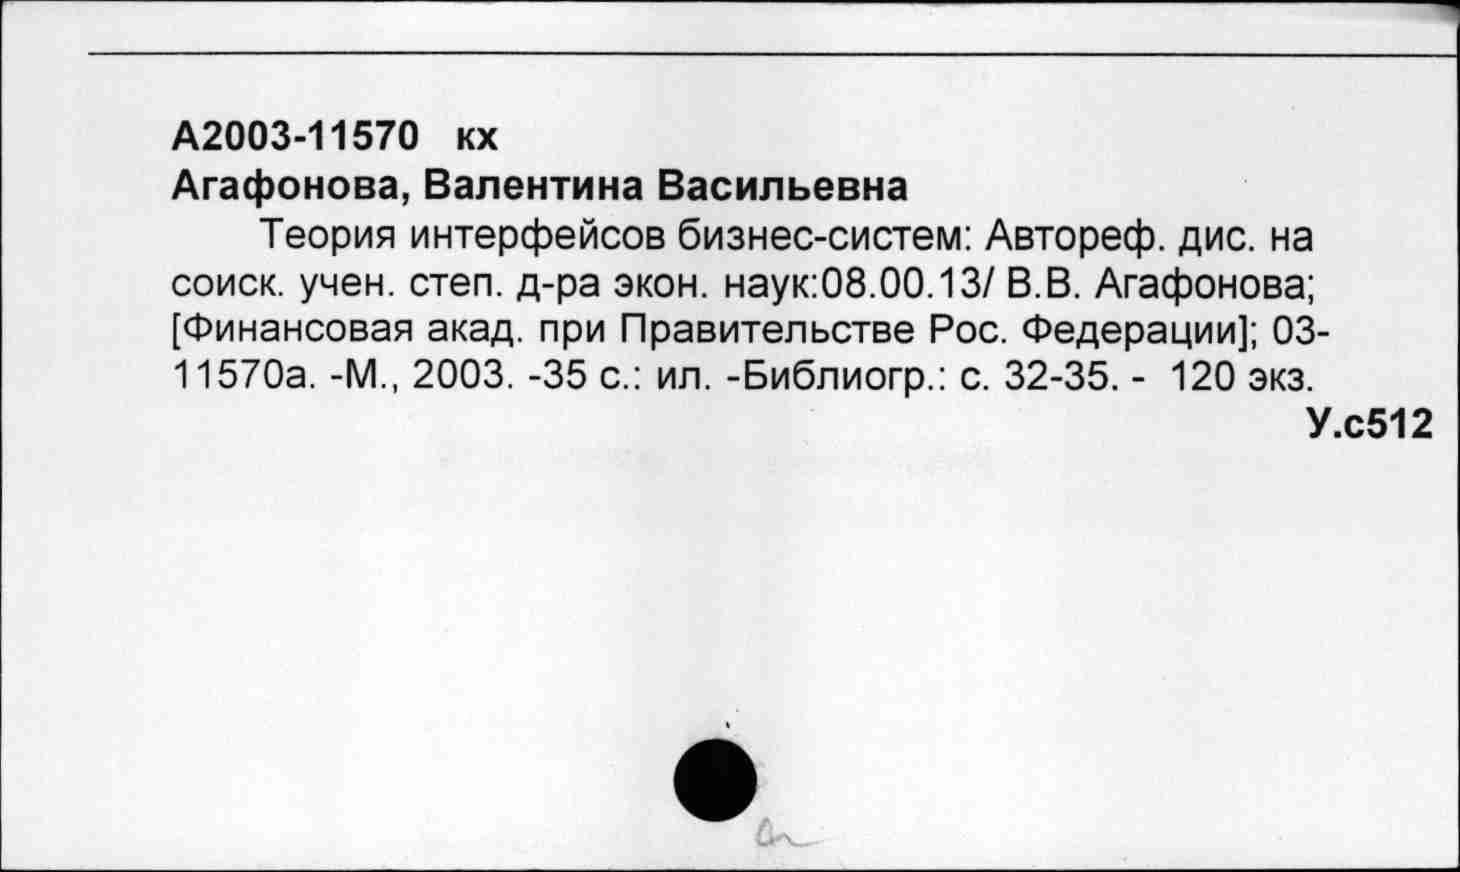 А2003-11570 кх
Агафонова, Валентина Васильевна
Теория интерфейсов бизнес-систем: Автореф. дис. на
соиск. учен. степ. д-ра экон. наук:08.00.13/ В.В. Агафонова;
[Финансовая акад. при Правительстве Рос. Федерации]; 03-
11570а. -М., 2003. -35 с.: ил. -Библиогр.: с. 32-35. - 120 экз.
У.с512